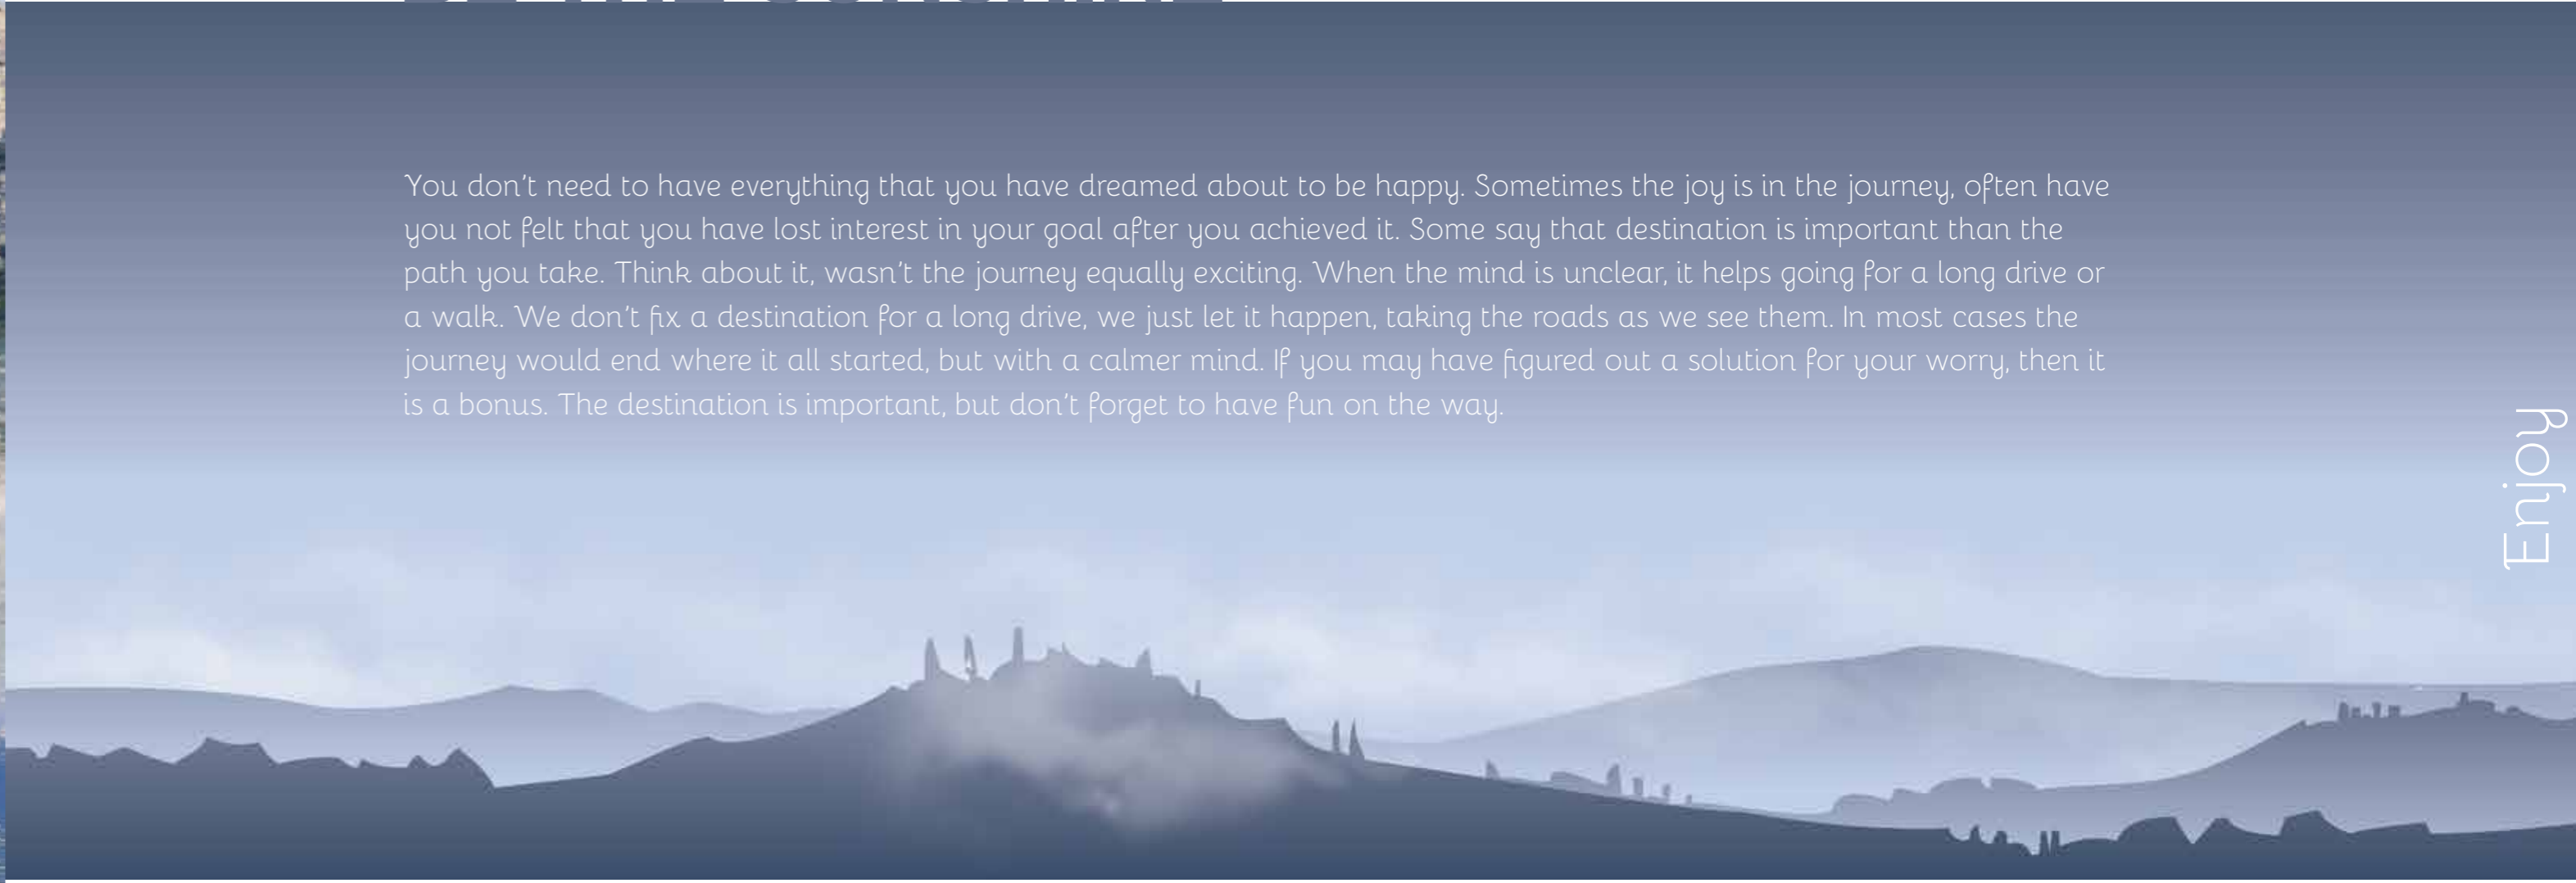 You don't need to have everything that you have dreamed about to be happy. Sometimes the joy is in the journey, often have
you not felt that you have lost interest in your goal after you achieved it. Some say that destination is important than the
path you take. Think about it, wasn't the journey equally exciting. When the mind is unclear, it helps going for a long drive or
a walk. We don't fix a destination for a long drive, we just let it happen, taking the roads as we see them. In most cases the
journey would end where it all started, but with a calmer mind. If you may have figured out a solution for your worry, then it
is a bonus. The destination is important, but don't forget to have fun on the way.
Enjoy